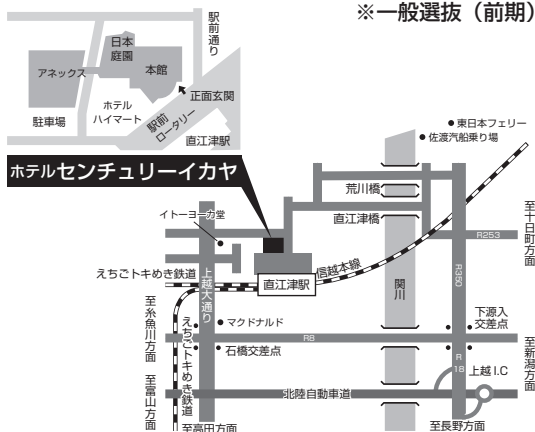 ※一般選抜（前期）
駅前通り
日本
庭園
アネックス
本館
正面玄関
ホテル
ハイマート
駅前
ロータリー
駐車場
直江津駅
ホテルセンチュリーイカヤ
東日本フェリー
佐渡汽船乗り場
荒川橋
直江津橋
イトーヨーカ堂
至十日町方面
R253
えちごトキめき鉄道
上越大通り
信越本線
直江津駅
関川
R350
至糸魚川方面
えちごトキめき鉄道
マクドナルド
下源入
交差点
R8
石橋交差点
至新潟方面
R
18
上越I.C
至富山方面
北陸自動車道
至高田方面
至長野方面